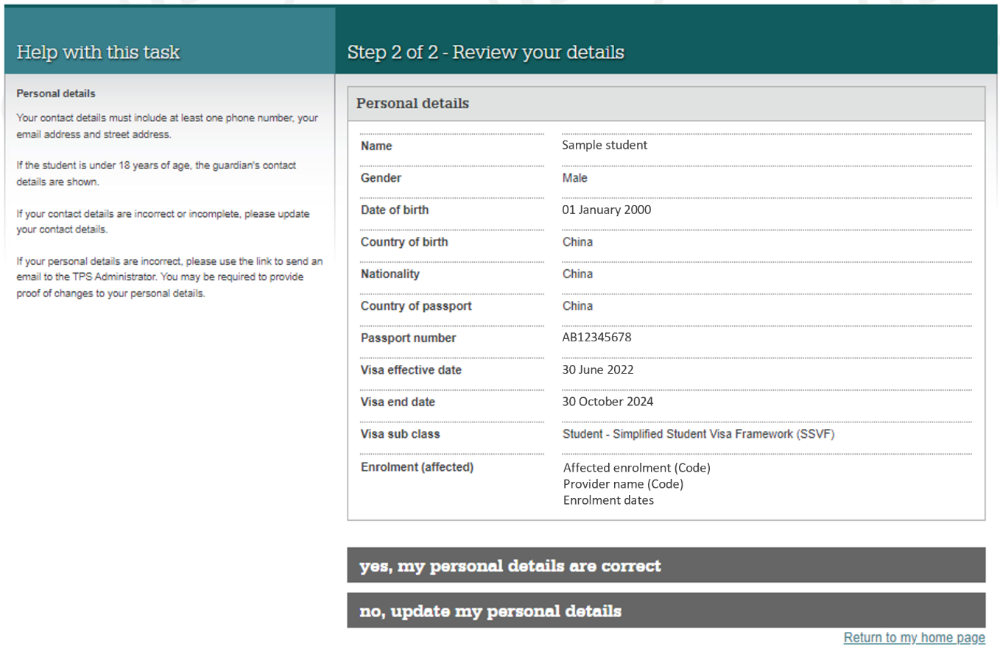 Help with this task
Personal details
Your contact details must include at least one phone number, your
email address and street address.
If the student is under 18 years of age, the guardian's contact
details are shown.
If your contact details are incorrect or incomplete, please update
your contact details.
If your personal details are incorrect, please use the link to send an
email to the TPS Administrator. You may be required to provide
proof of changes to your personal details.
Step 2 of 2 - Review your details
Personal details
Name Sample student
Gender Male
Date of birth 01 January 2000
Country of birth China
Nationality China
Country of passport China
Passport number AB12345678
Visa effective date 30 June 2022
Visa end date 30 October 2024
Visa sub class Student - Simplified Student Visa Framework (SSVF)
Enrolment (affected) Affected enrolment (Code)
Provider name (Code)
Enrolment dates
yes, my personal details are correct
no, update my personal details
Return to my home page